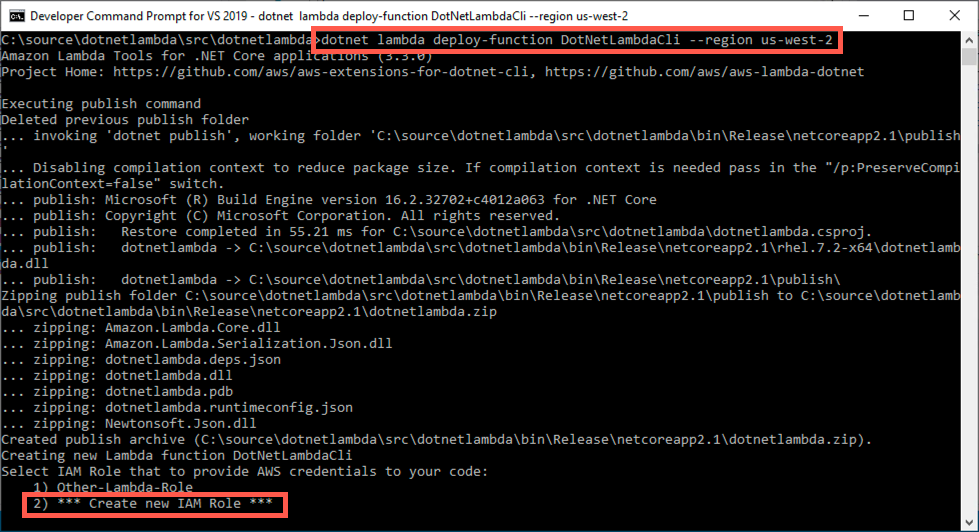 Developer Command Prompt for VS 2019 - dotnet  lambda deploy-function DotNetLambdaCli --region us-west-2
C:\source\dotnetlambda\src\dotnetlambda>dotnet lambda deploy-function DotNetLambdaCli --region us-west-2
Amazon Lambda Tools for .NET Core applications (3.3.0)
Project Home: https://github.com/aws/aws-extensions-for-dotnet-cli, https://github.com/aws/aws-lambda-dotnet
Executing publish command
Deleted previous publish folder
... invoking 'dotnet publish', working folder 'C:\source\dotnetlambda\src\dotnetlambda\bin\Release\netcoreapp2.1\publish
'
... Disabling compilation context to reduce package size. If compilation context is needed pass in the "/p:PreserveCompi
lationContext=false" switch.
... publish: Microsoft (R) Build Engine version 16.2.32702+c4012a063 for .NET Core
... publish: Copyright (C) Microsoft Corporation. All rights reserved.
... publish:   Restore completed in 55.21 ms for C:\source\dotnetlambda\src\dotnetlambda\dotnetlambda.csproj.
... publish:   dotnetlambda -> C:\source\dotnetlambda\src\dotnetlambda\bin\Release\netcoreapp2.1\rhel.7.2-x64\dotnetlamb
da.dll
... publish:   dotnetlambda -> C:\source\dotnetlambda\src\dotnetlambda\bin\Release\netcoreapp2.1\publish\
Zipping publish folder C:\source\dotnetlambda\src\dotnetlambda\bin\Release\netcoreapp2.1\publish to C:\source\dotnetlamb
da\src\dotnetlambda\bin\Release\netcoreapp2.1\dotnetlambda.zip
... zipping: Amazon.Lambda.Core.dll
... zipping: Amazon.Lambda.Serialization.Json.dll
... zipping: dotnetlambda.deps.json
... zipping: dotnetlambda.dll
... zipping: dotnetlambda.pdb
... zipping: dotnetlambda.runtimeconfig.json
... zipping: Newtonsoft.Json.dll
Created publish archive (C:\source\dotnetlambda\src\dotnetlambda\bin\Release\netcoreapp2.1\dotnetlambda.zip).
Creating new Lambda function DotNetLambdaCli
Select IAM Role that to provide AWS credentials to your code:
    1) Other-Lambda-Role
    2) *** Create new IAM Role ***